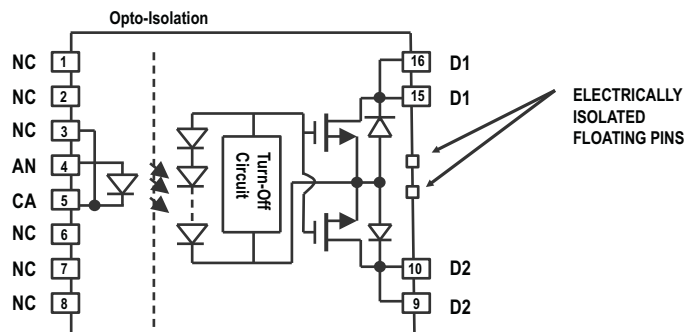 Opto-Isolation
NC 1
NC 2
NC 3
AN 4
CA 5
NC 6
NC 7
NC 8
Turn-Off
Circuit
16 D1
15 D1
10 D2
9 D2
ELECTRICALLY
ISOLATED
FLOATING PINS